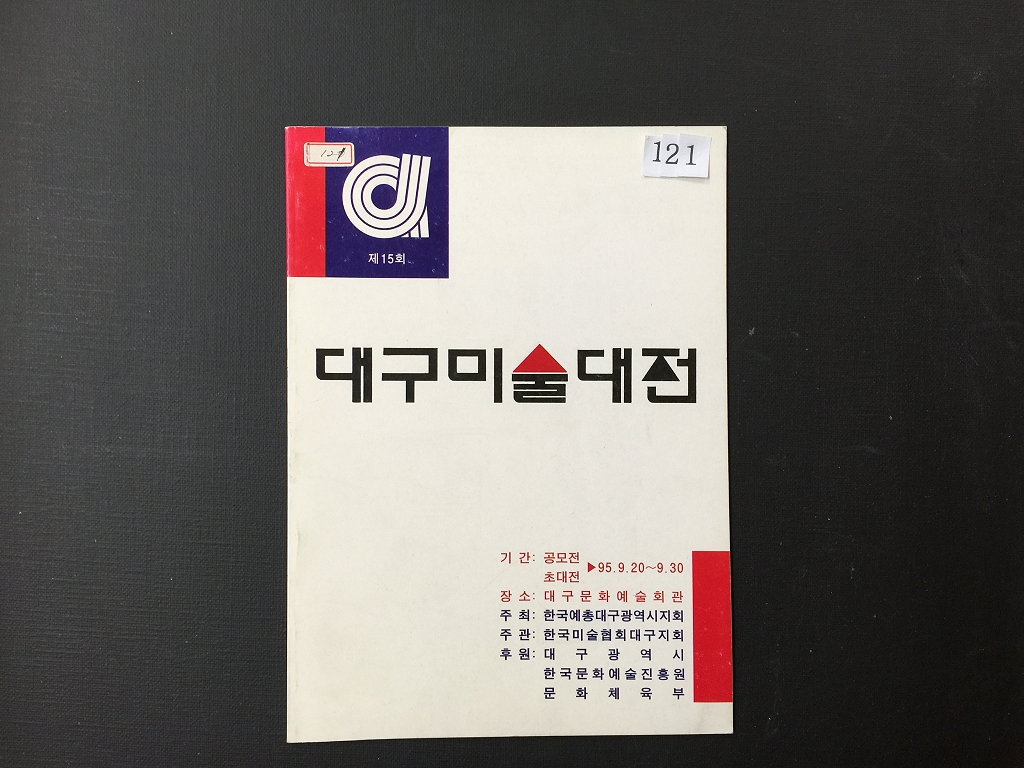 121
121
제15회
대구미술대전
기 간: 공모전
초대전 ▶95.9.20~9.30
장 소: 대구문화예술회관
주 최: 한국예총대구광역시지회
주 관: 한국미술협회대구지회
후 원: 대 구 광 역 시
한국문화예술진흥원
문 화 체 육 부